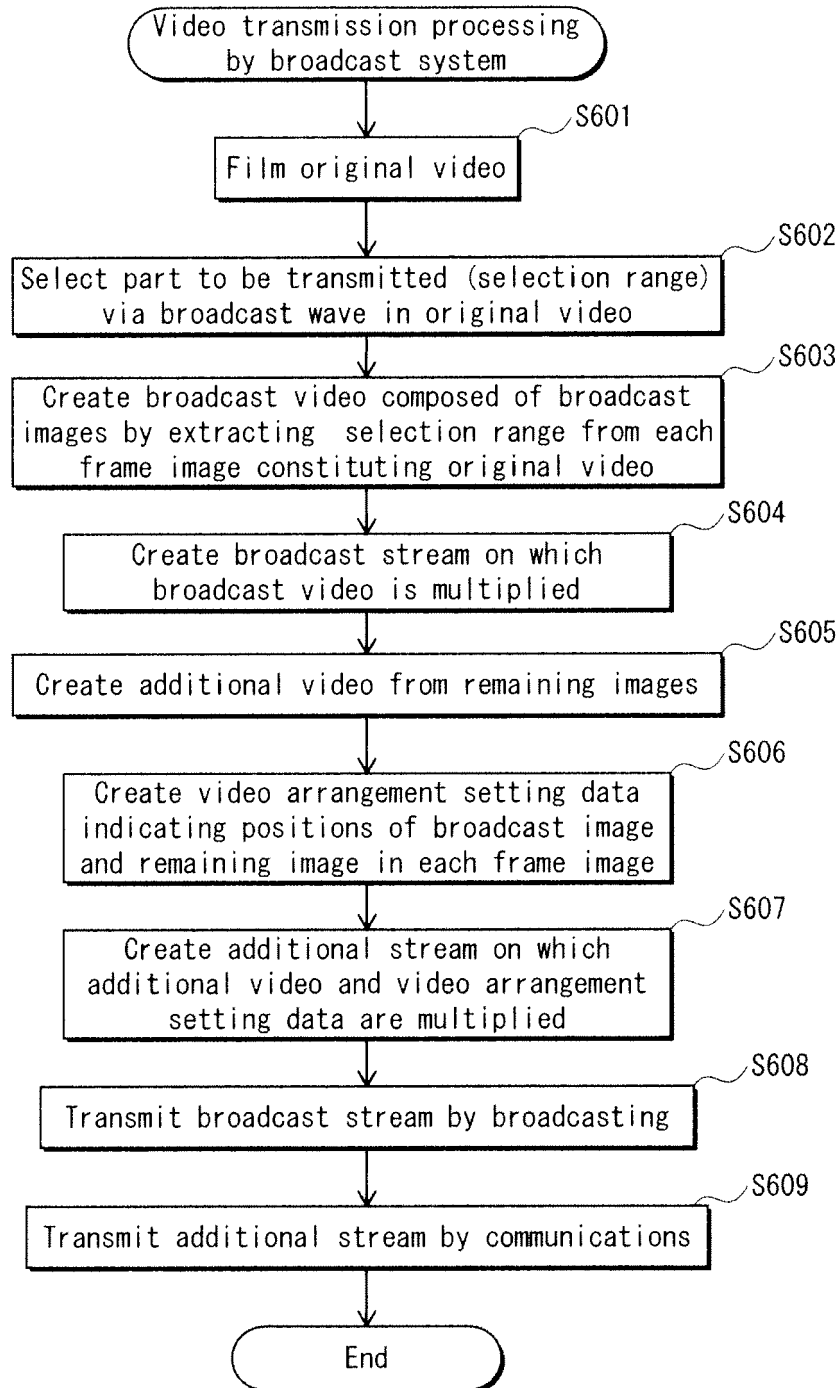 Video transmission processing
by broadcast system
S601
Film original video
S602
Select part to be transmitted (selection range)
via broadcast wave in original video
S603
Create broadcast video composed of broadcast
images by extracting selection range from each
frame image constituting original video
S604
Create broadcast stream on which
broadcast video is multiplied
S605
Create additional video from remaining images
S606
Create video arrangement setting data
indicating positions of broadcast image
and remaining image in each frame image
S607
Create additional stream on which
additional video and video arrangement
setting data are multiplied
S608
Transmit broadcast stream by broadcasting
S609
Transmit additional stream by communications
End